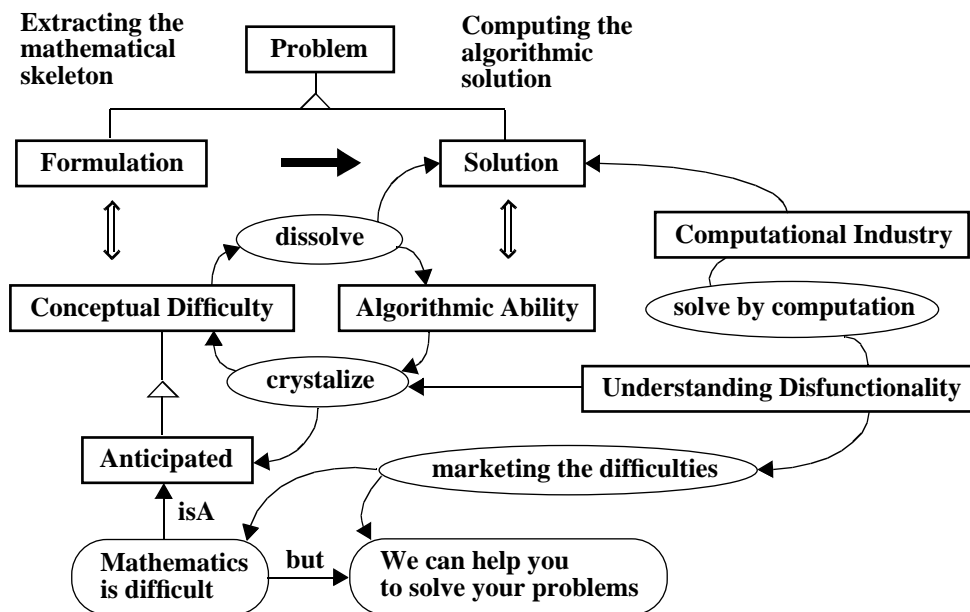 Extracting the
mathematical
skeleton
Problem
Computing the
algorithmic
solution
Formulation
Solution
dissolve
Computational Industry
Conceptual Difficulty
Algorithmic Ability
solve by computation
crystalize
Understanding Disfunctionality
Anticipated
marketing the difficulties
isA
Mathematics
is difficult
but
We can help you
to solve your problems